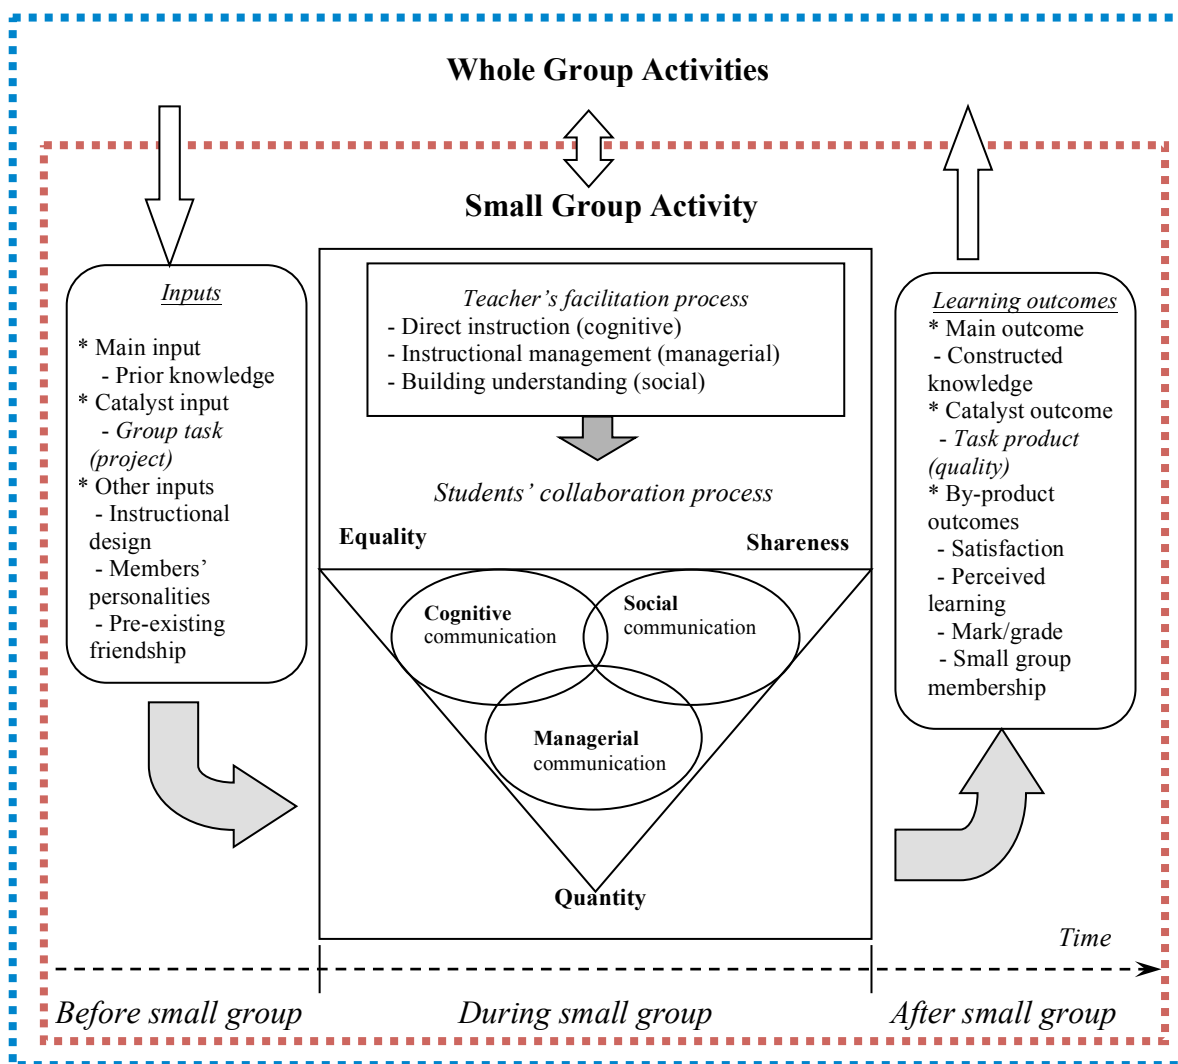 Whole Group Activities
Small Group Activity
Inputs
* Main input
- Prior knowledge
* Catalyst input
- Group task
(project)
* Other inputs
- Instructional
design
- Members’
personalities
- Pre-existing
friendship
Teacher’s facilitation process
- Direct instruction (cognitive)
- Instructional management (managerial)
- Building understanding (social)
Students’ collaboration process
Equality
Shareness
Cognitive
communication
Social
communication
Managerial
communication
Quantity
Learning outcomes
* Main outcome
- Constructed
knowledge
* Catalyst outcome
- Task product
(quality)
* By-product
outcomes
- Satisfaction
- Perceived
learning
- Mark/grade
- Small group
membership
Time
Before small group
During small group
After small group